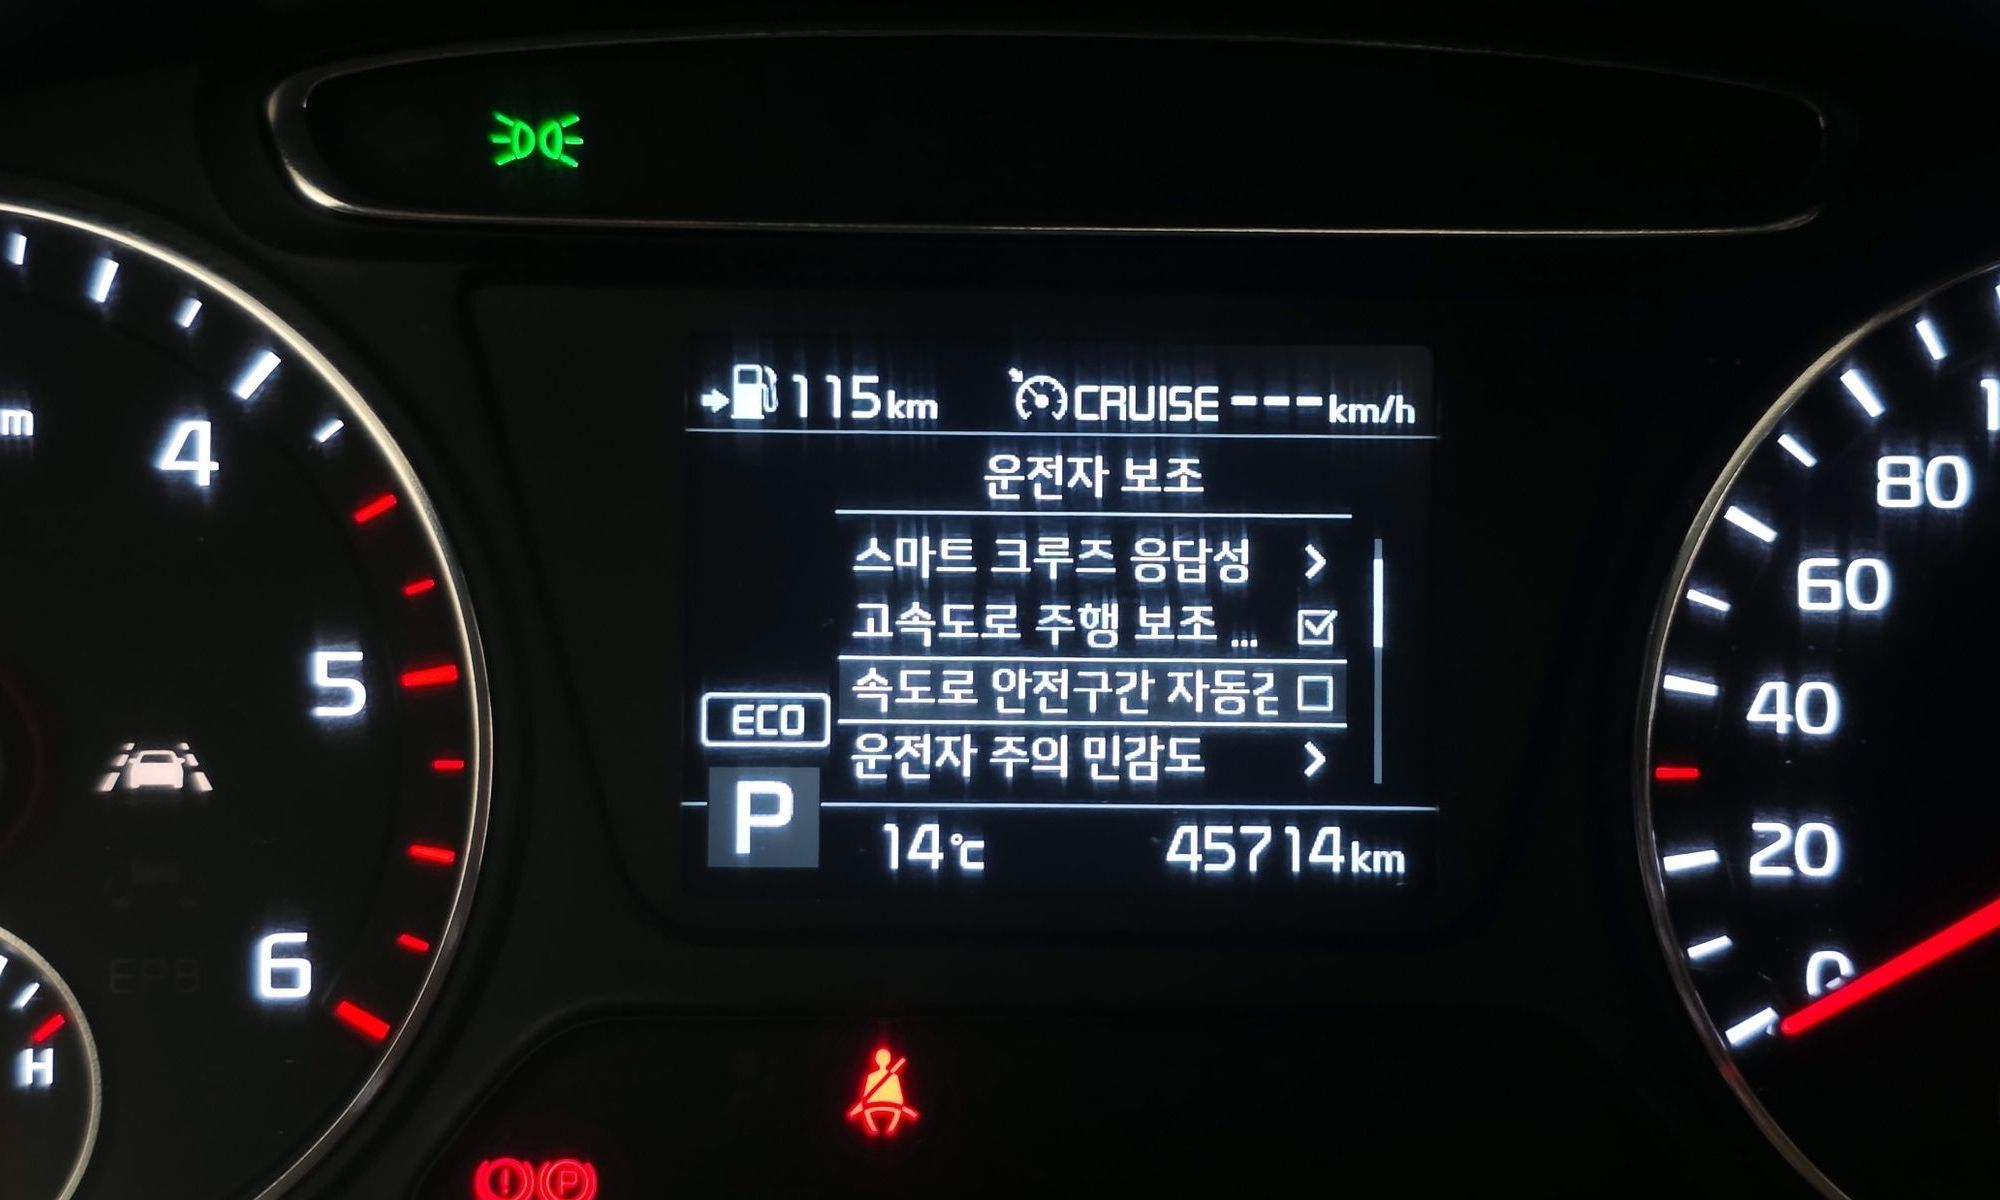 115km CRUISE ---km/h
운전자 보조
스마트 크루즈 응답성
고속도로 주행 보조 ...
속도로 안전구간 자동감
운전자 주의 민감도
ECO
P
14℃ 45714km
m
4
5
6
H
EPB
80
60
40
20
0
P